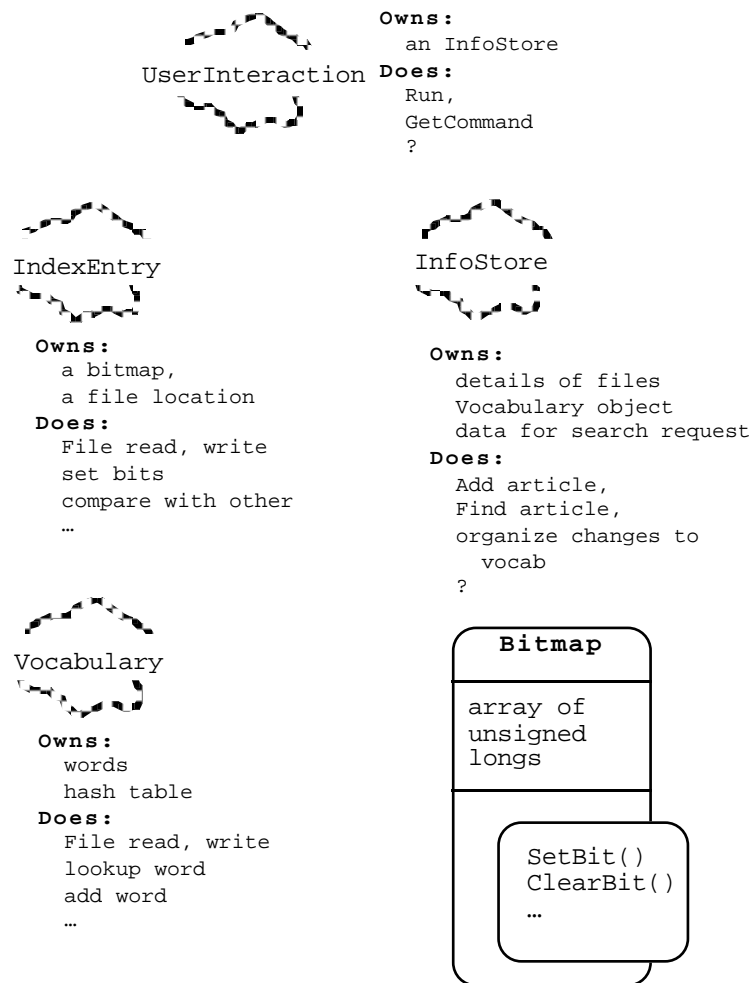 UserInteraction
Owns:
an InfoStore
Does:
Run,
GetCommand
?
IndexEntry
Owns:
a bitmap,
a file location
Does:
File read, write
set bits
compare with other
…
InfoStore
Owns:
details of files
Vocabulary object
data for search request
Does:
Add article,
Find article,
organize changes to
vocab
?
Vocabulary
Owns:
words
hash table
Does:
File read, write
lookup word
add word
…
Bitmap
array of
unsigned
longs
SetBit()
ClearBit()
…